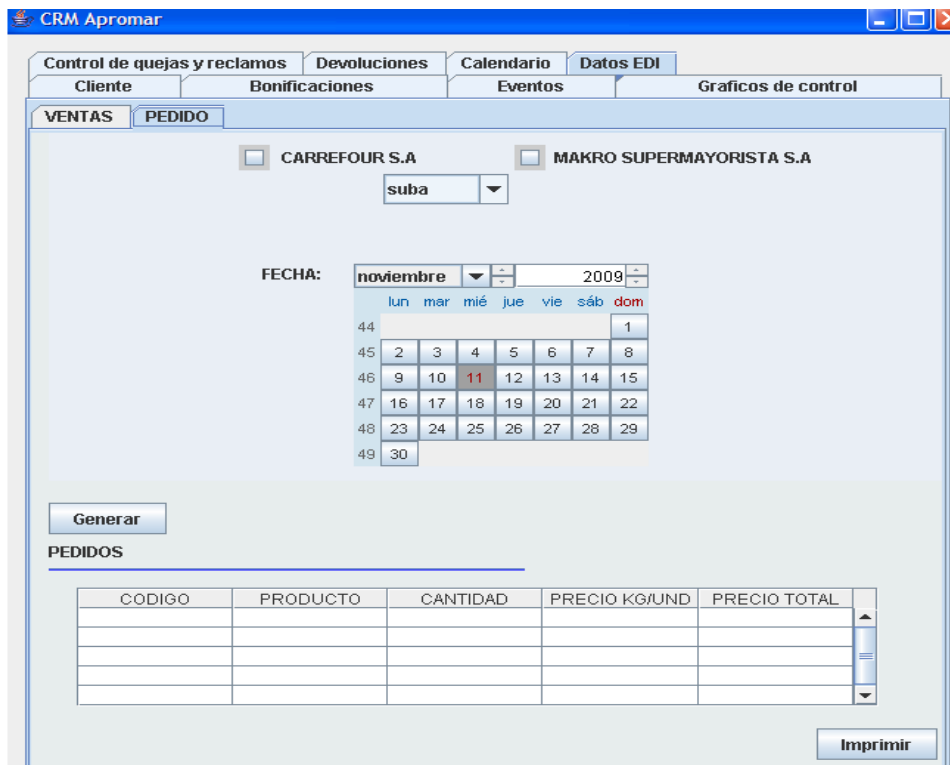 CRM Apromar
Control de quejas y reclamos Devoluciones Calendario Datos EDI
Cliente Bonificaciones Eventos Graficos de control
VENTAS PEDIDO
CARREFOUR S.A MAKRO SUPERMAYORISTA S.A
suba
FECHA: noviembre 2009
lun mar mié jue vie sáb dom
44 1
45 2 3 4 5 6 7 8
46 9 10 11 12 13 14 15
47 16 17 18 19 20 21 22
48 23 24 25 26 27 28 29
49 30
Generar
PEDIDOS
CODIGO PRODUCTO CANTIDAD PRECIO KG/UND PRECIO TOTAL
Imprimir